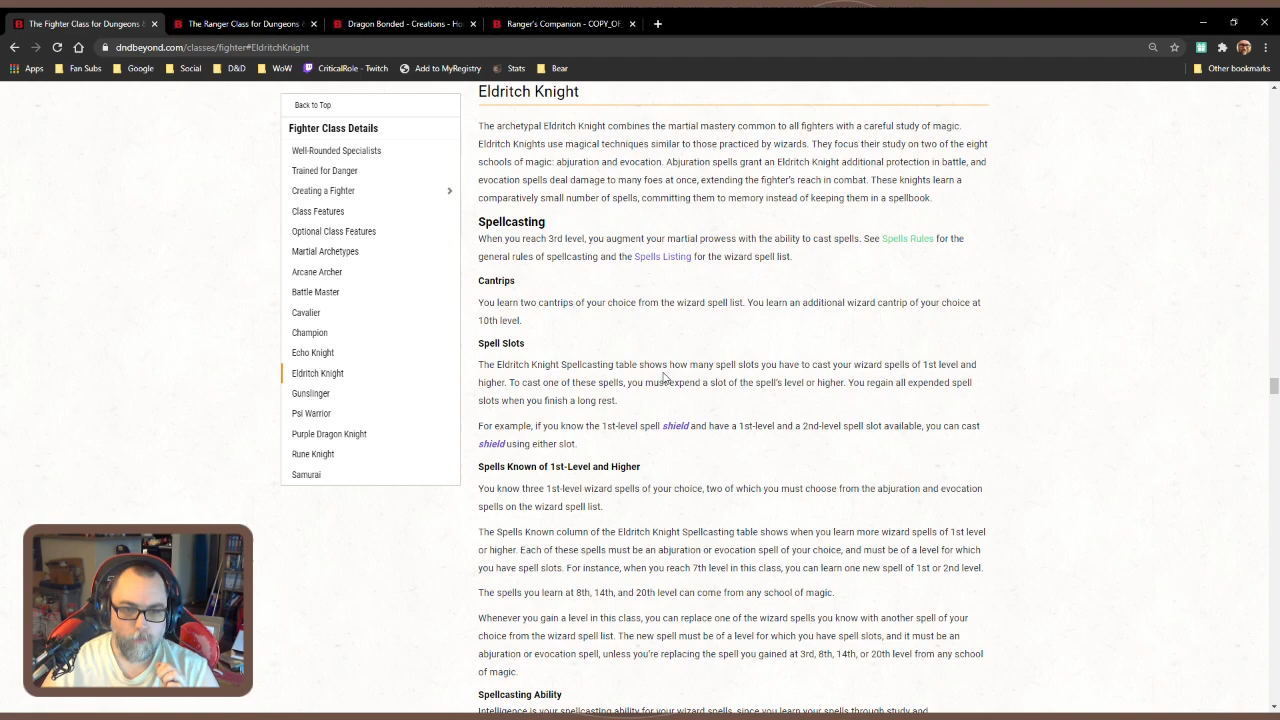 The Fighter Class for Dungeons &
The Ranger Class for Dungeons &
Dragon Bonded - Creations - Ho
Ranger's Companion - COPY_OF
dndbeyond.com/classes/fighter#EldritchKnight
Apps
Fan Subs
Google
Social
D&D
WoW
CriticalRole - Twitch
Add to MyRegistry
Stats
Bear
Other bookmarks
Back to Top
Fighter Class Details
Well-Rounded Specialists
Trained for Danger
Creating a Fighter
Class Features
Optional Class Features
Martial Archetypes
Arcane Archer
Battle Master
Cavalier
Champion
Echo Knight
Eldritch Knight
Gunslinger
Psi Warrior
Purple Dragon Knight
Rune Knight
Samurai
Eldritch Knight
The archetypal Eldritch Knight combines the martial mastery common to all fighters with a careful study of magic.
Eldritch Knights use magical techniques similar to those practiced by wizards. They focus their study on two of the eight
schools of magic: abjuration and evocation. Abjuration spells grant an Eldritch Knight additional protection in battle, and
evocation spells deal damage to many foes at once, extending the fighter's reach in combat. These knights learn a
comparatively small number of spells, committing them to memory instead of keeping them in a spellbook.
Spellcasting
When you reach 3rd level, you augment your martial prowess with the ability to cast spells. See Spells Rules for the
general rules of spellcasting and the Spells Listing for the wizard spell list.
Cantrips
You learn two cantrips of your choice from the wizard spell list. You learn an additional wizard cantrip of your choice at
10th level.
Spell Slots
The Eldritch Knight Spellcasting table shows how many spell slots you have to cast your wizard spells of 1st level and
higher. To cast one of these spells, you must expend a slot of the spell's level or higher. You regain all expended spell
slots when you finish a long rest.
For example, if you know the 1st-level spell shield and have a 1st-level and a 2nd-level spell slot available, you can cast
shield using either slot.
Spells Known of 1st-Level and Higher
You know three 1st-level wizard spells of your choice, two of which you must choose from the abjuration and evocation
spells on the wizard spell list.
The Spells Known column of the Eldritch Knight Spellcasting table shows when you learn more wizard spells of 1st level
or higher. Each of these spells must be an abjuration or evocation spell of your choice, and must be of a level for which
you have spell slots. For instance, when you reach 7th level in this class, you can learn one new spell of 1st or 2nd level.
The spells you learn at 8th, 14th, and 20th level can come from any school of magic.
Whenever you gain a level in this class, you can replace one of the wizard spells you know with another spell of your
choice from the wizard spell list. The new spell must be of a level for which you have spell slots, and it must be an
abjuration or evocation spell, unless you're replacing the spell you gained at 3rd, 8th, 14th, or 20th level from any school
of magic.
Spellcasting Ability
Intelligence is your spellcasting ability for your wizard spells, since you learn your spells through study and